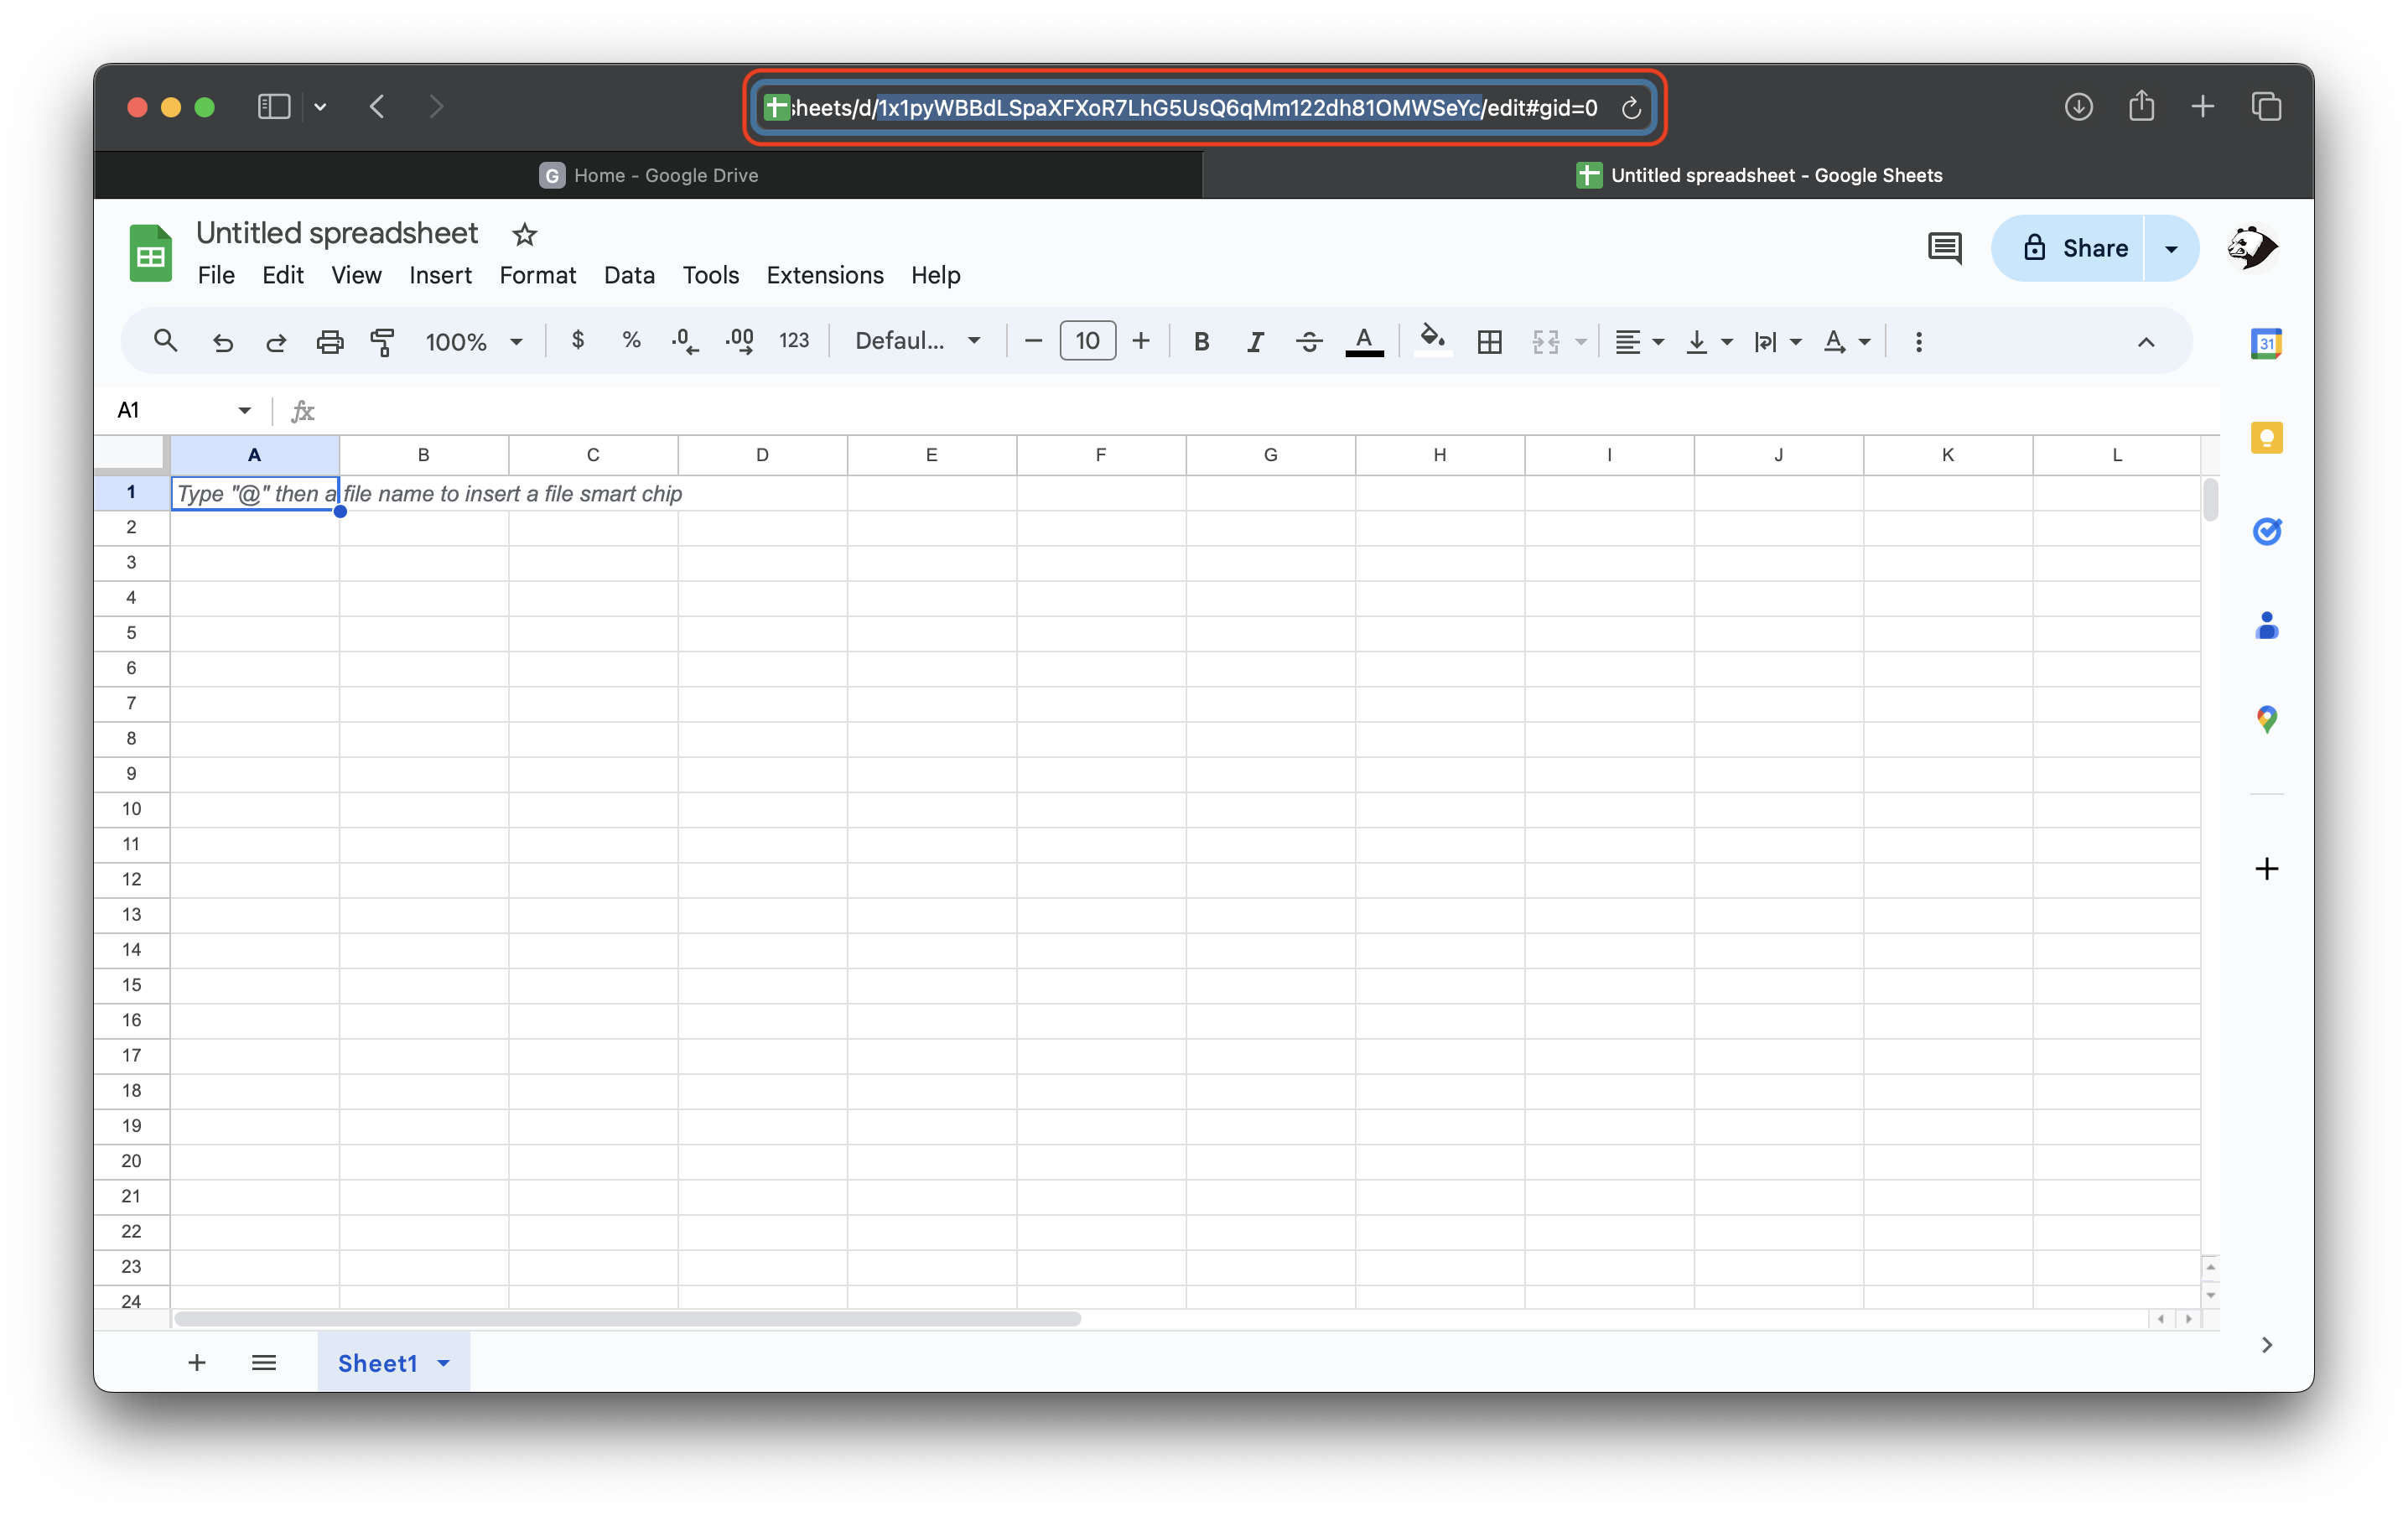 sheets/d/1x1pyWBBdLSpaXFXoR7LhG5UsQ6qMm122dh81OMWSeYc/edit#gid=0
G Home - Google Drive
Untitled spreadsheet - Google Sheets
Untitled spreadsheet
File Edit View Insert Format Data Tools Extensions Help
Share
100% $ % .0 .00 123 Defaul... 10 B I A A
31
A1 fx
A B C D E F G H I J K L
1 Type "@" then a file name to insert a file smart chip
2
3
4
5
6
7
8
9
10
11
12
13
14
15
16
17
18
19
20
21
22
23
24
Sheet1